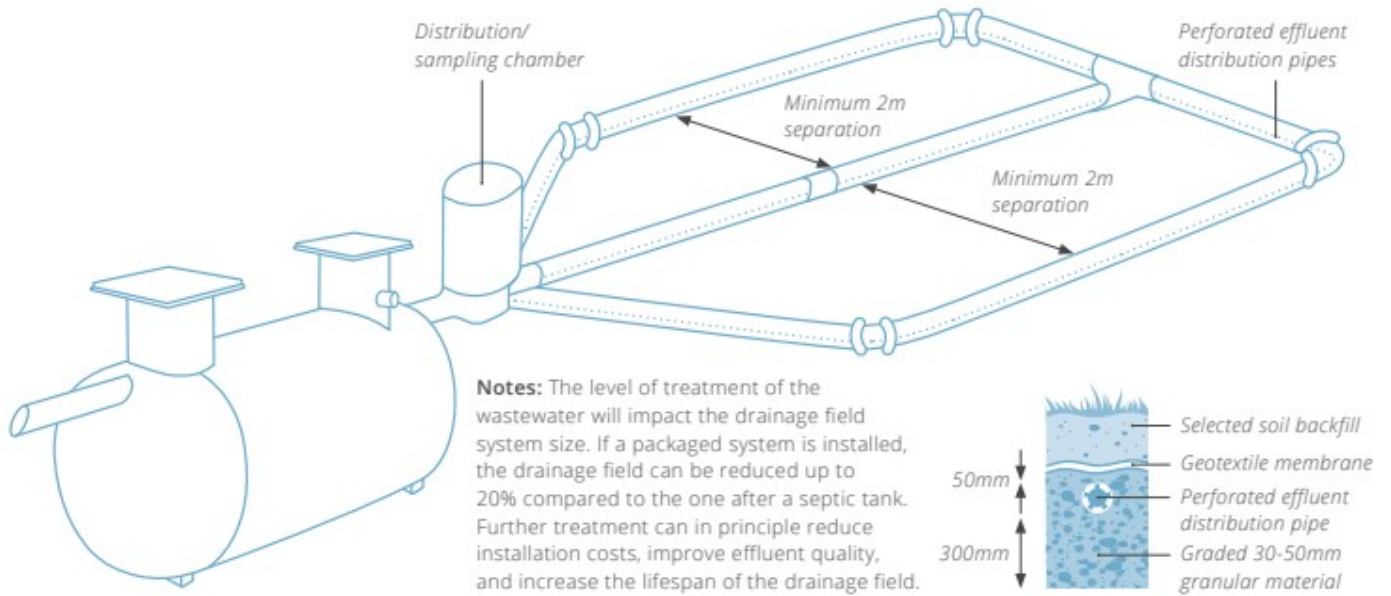 Distribution/
sampling chamber
Perforated effluent
distribution pipes
Minimum 2m
separation
Minimum 2m
separation
Notes: The level of treatment of the
wastewater will impact the drainage field
system size. If a packaged system is installed,
the drainage field can be reduced up to
20% compared to the one after a septic tank.
Further treatment can in principle reduce
installation costs, improve effluent quality,
and increase the lifespan of the drainage field.
50mm
300mm
Selected soil backfill
Geotextile membrane
Perforated effluent
distribution pipe
Graded 30-50mm
granular material